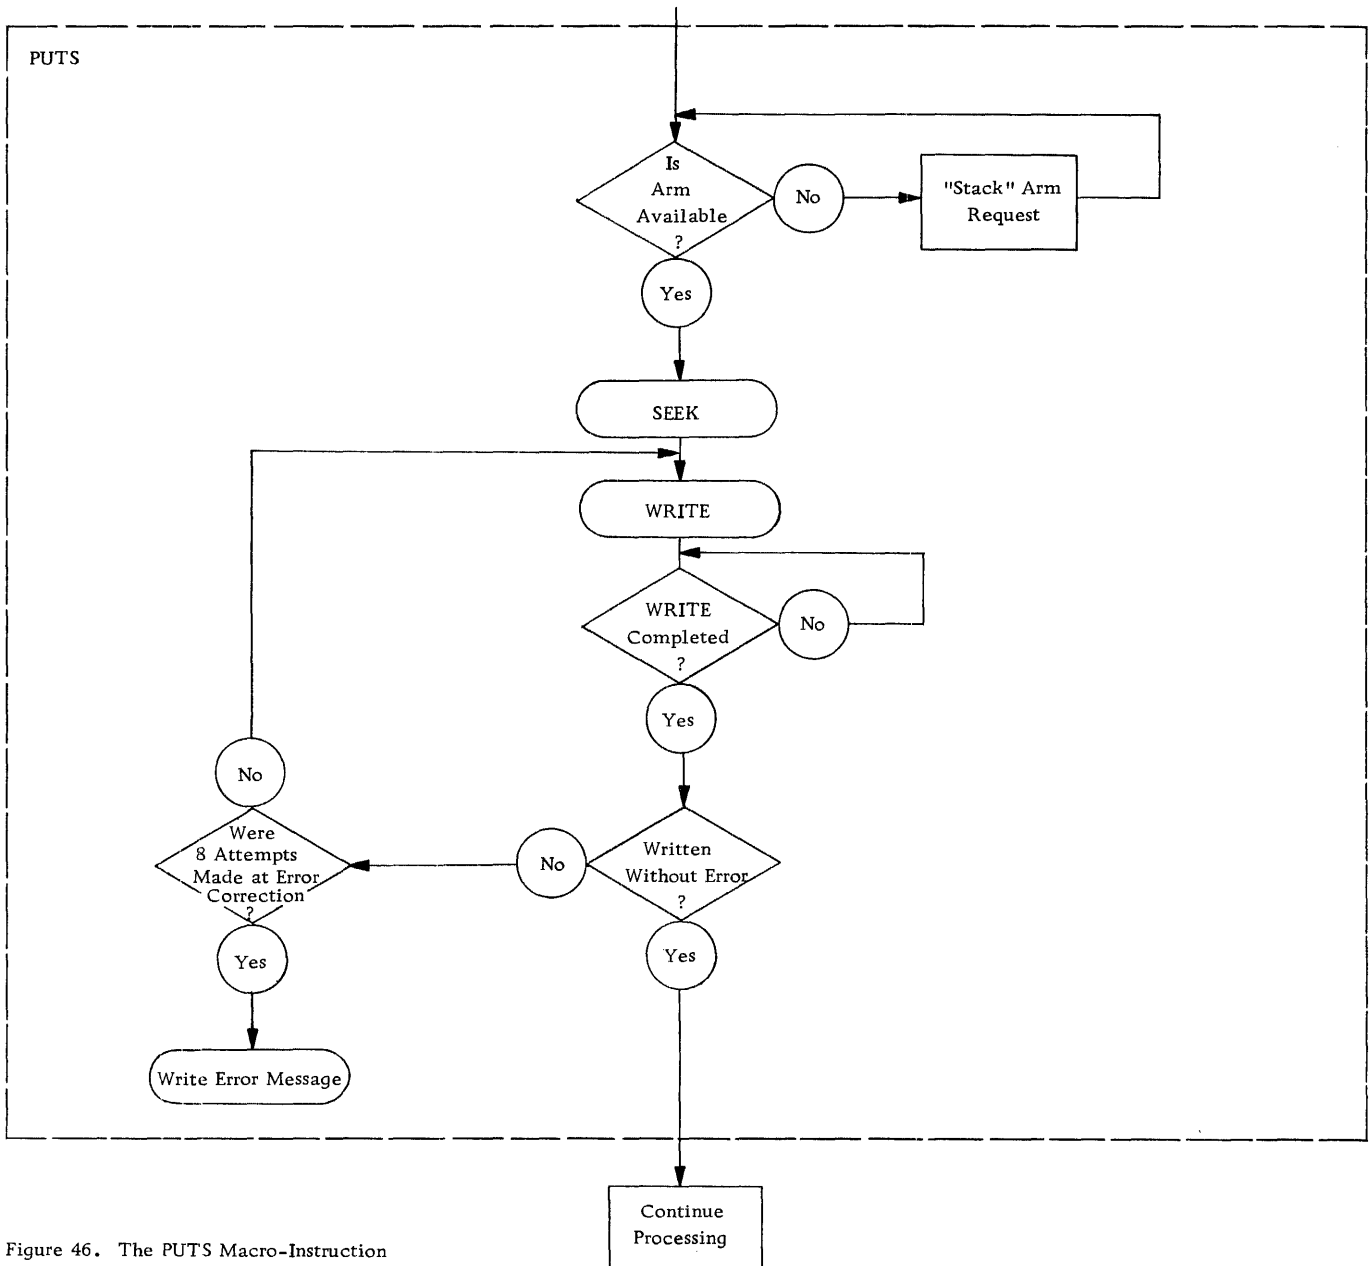 PUTS
Is
Arm
Available
?
No
"Stack" Arm
Request
Yes
SEEK
WRITE
WRITE
Completed
?
No
Yes
No
Were
8 Attempts
Made at Error
Correction
?
No
Written
Without Error
?
Yes
Yes
Write Error Message
Continue
Processing
Figure 46. The PUTS Macro-Instruction